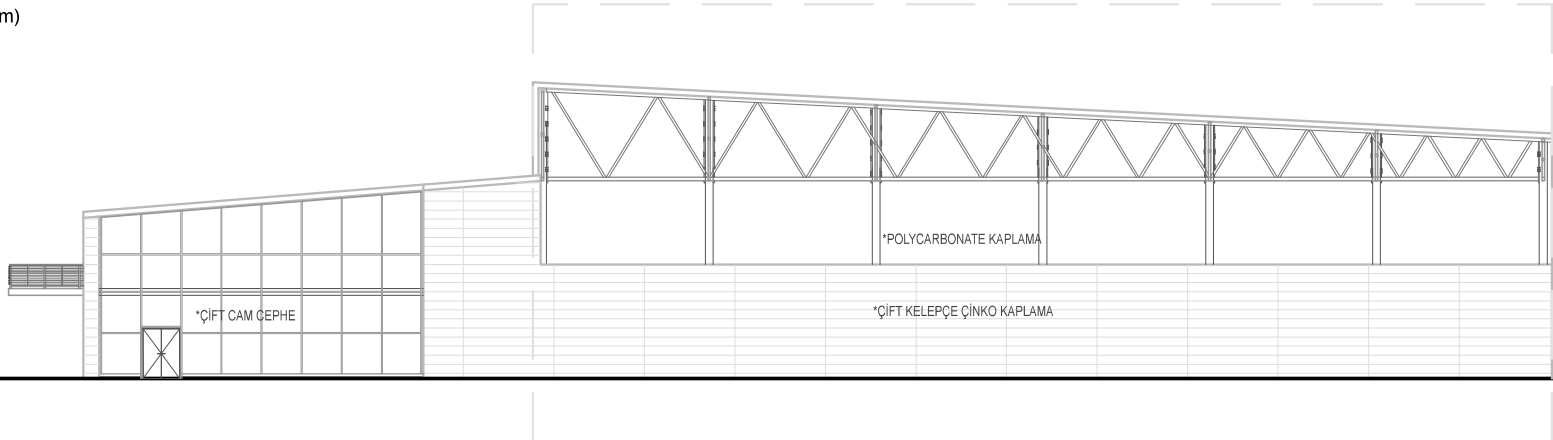 m)
*POLYCARBONATE KAPLAMA
*ÇİFT KELEPÇE ÇİNKO KAPLAMA
*ÇİFT CAM CEPHE